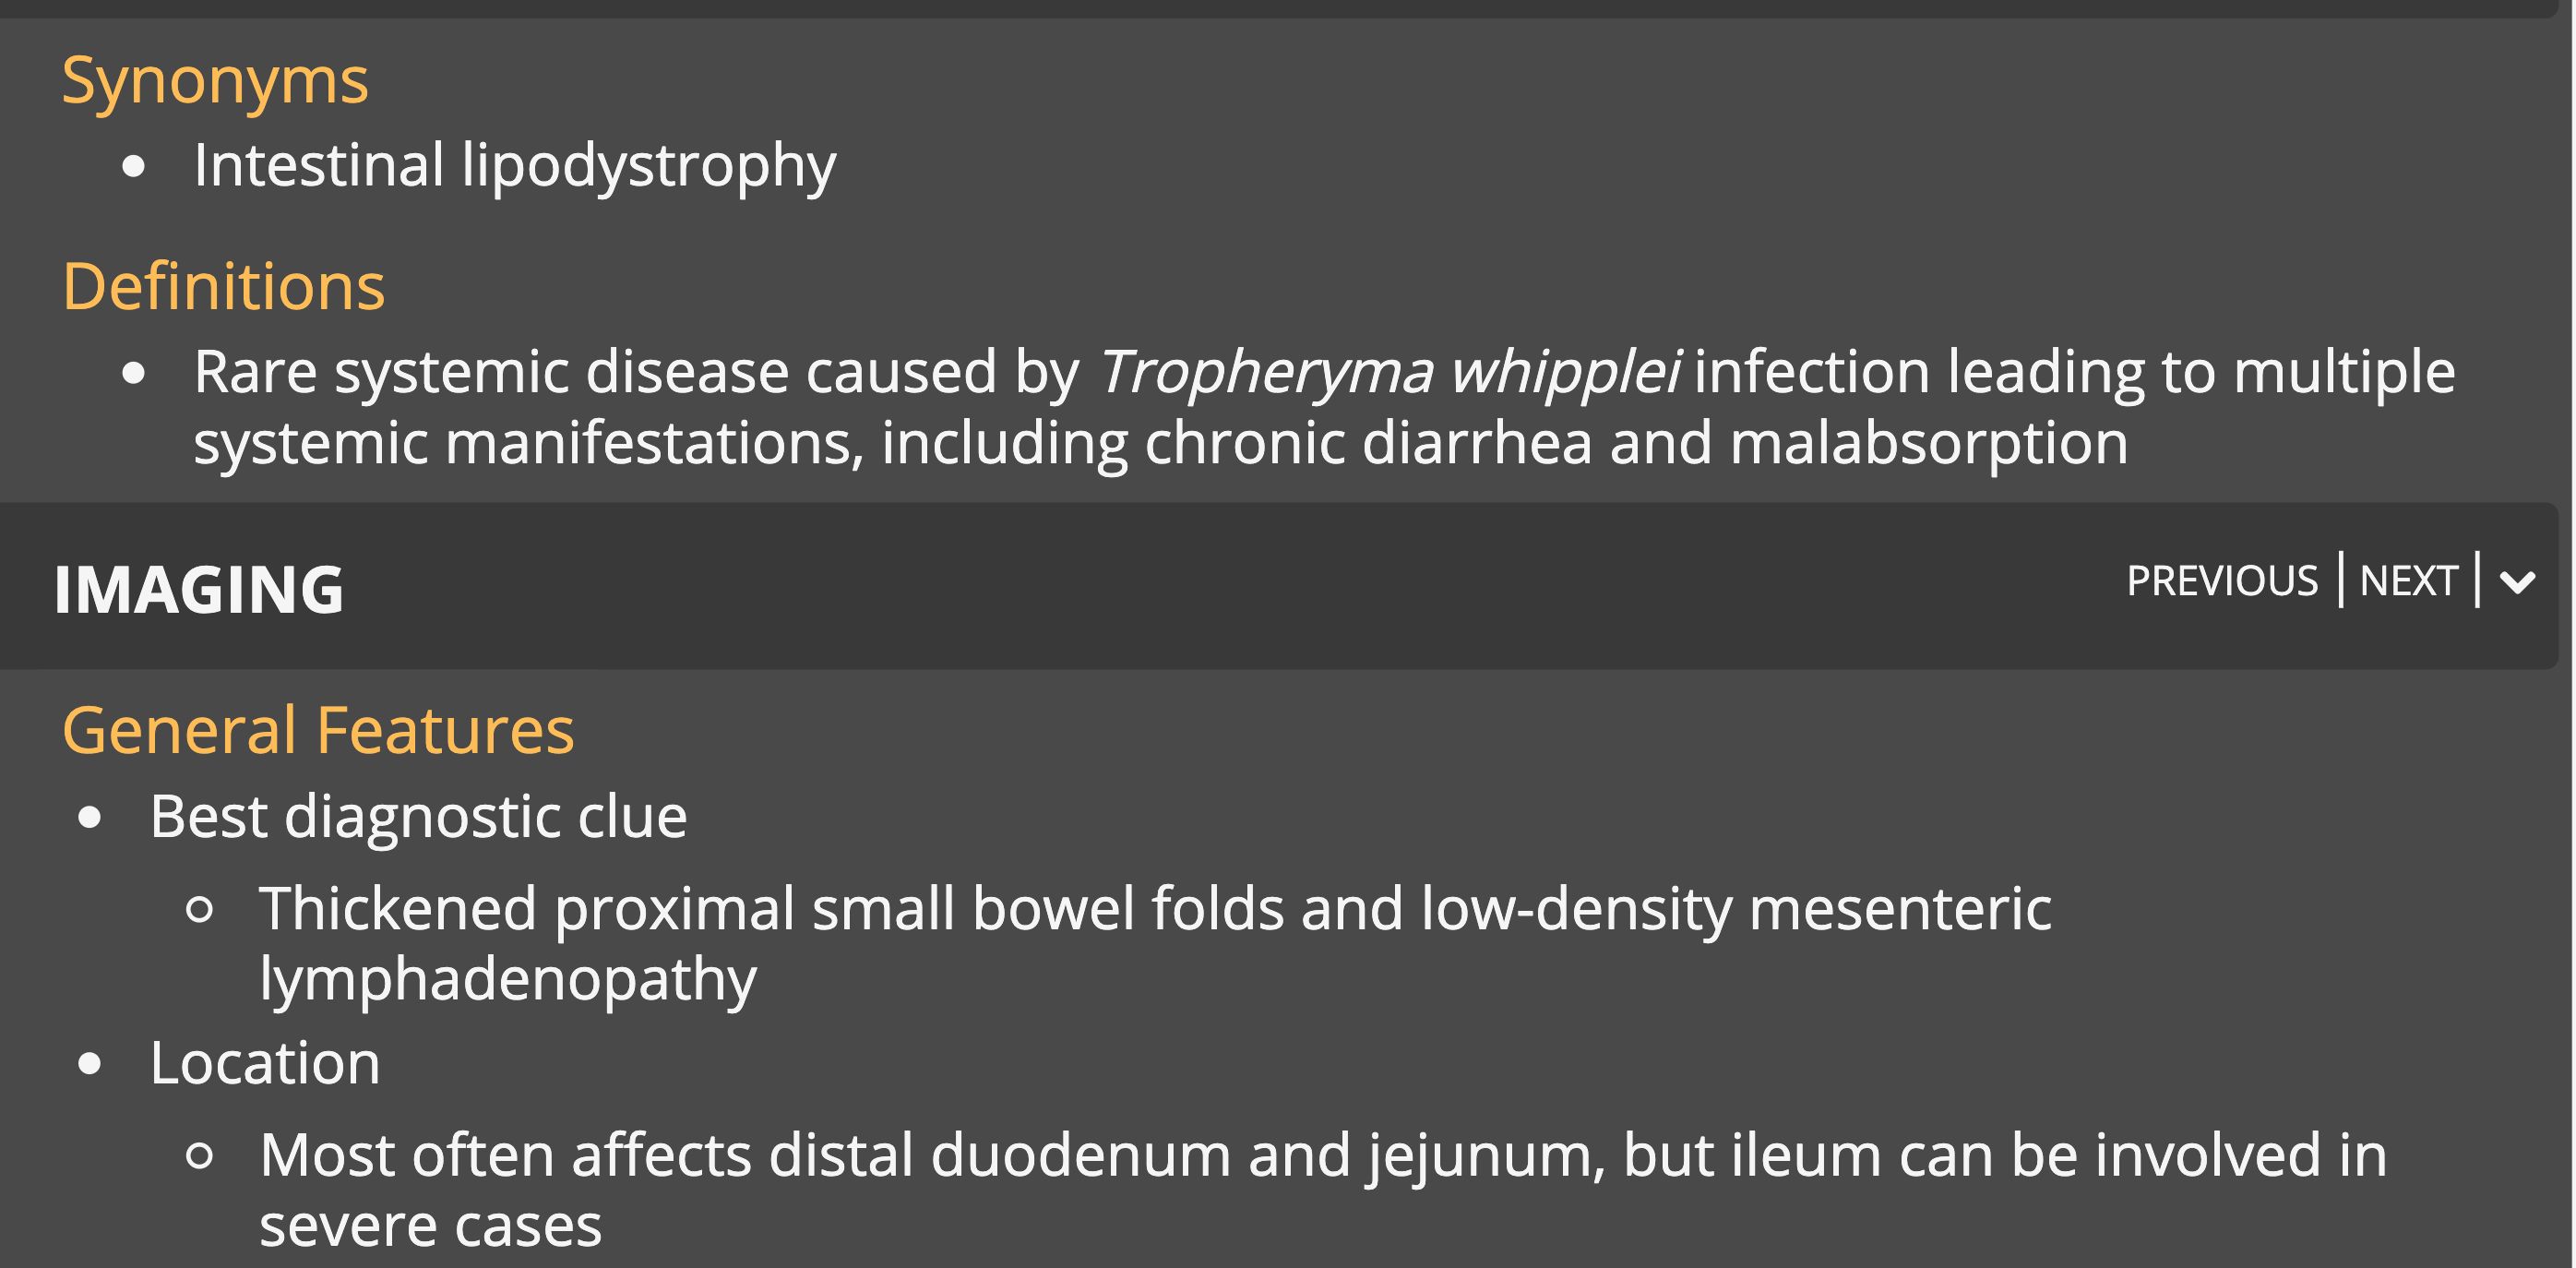 Synonyms
• Intestinal lipodystrophy
Definitions
• Rare systemic disease caused by Tropheryma whipplei infection leading to multiple
systemic manifestations, including chronic diarrhea and malabsorption
IMAGING
PREVIOUS | NEXT |
General Features
• Best diagnostic clue
○ Thickened proximal small bowel folds and low-density mesenteric
lymphadenopathy
• Location
○ Most often affects distal duodenum and jejunum, but ileum can be involved in
severe cases